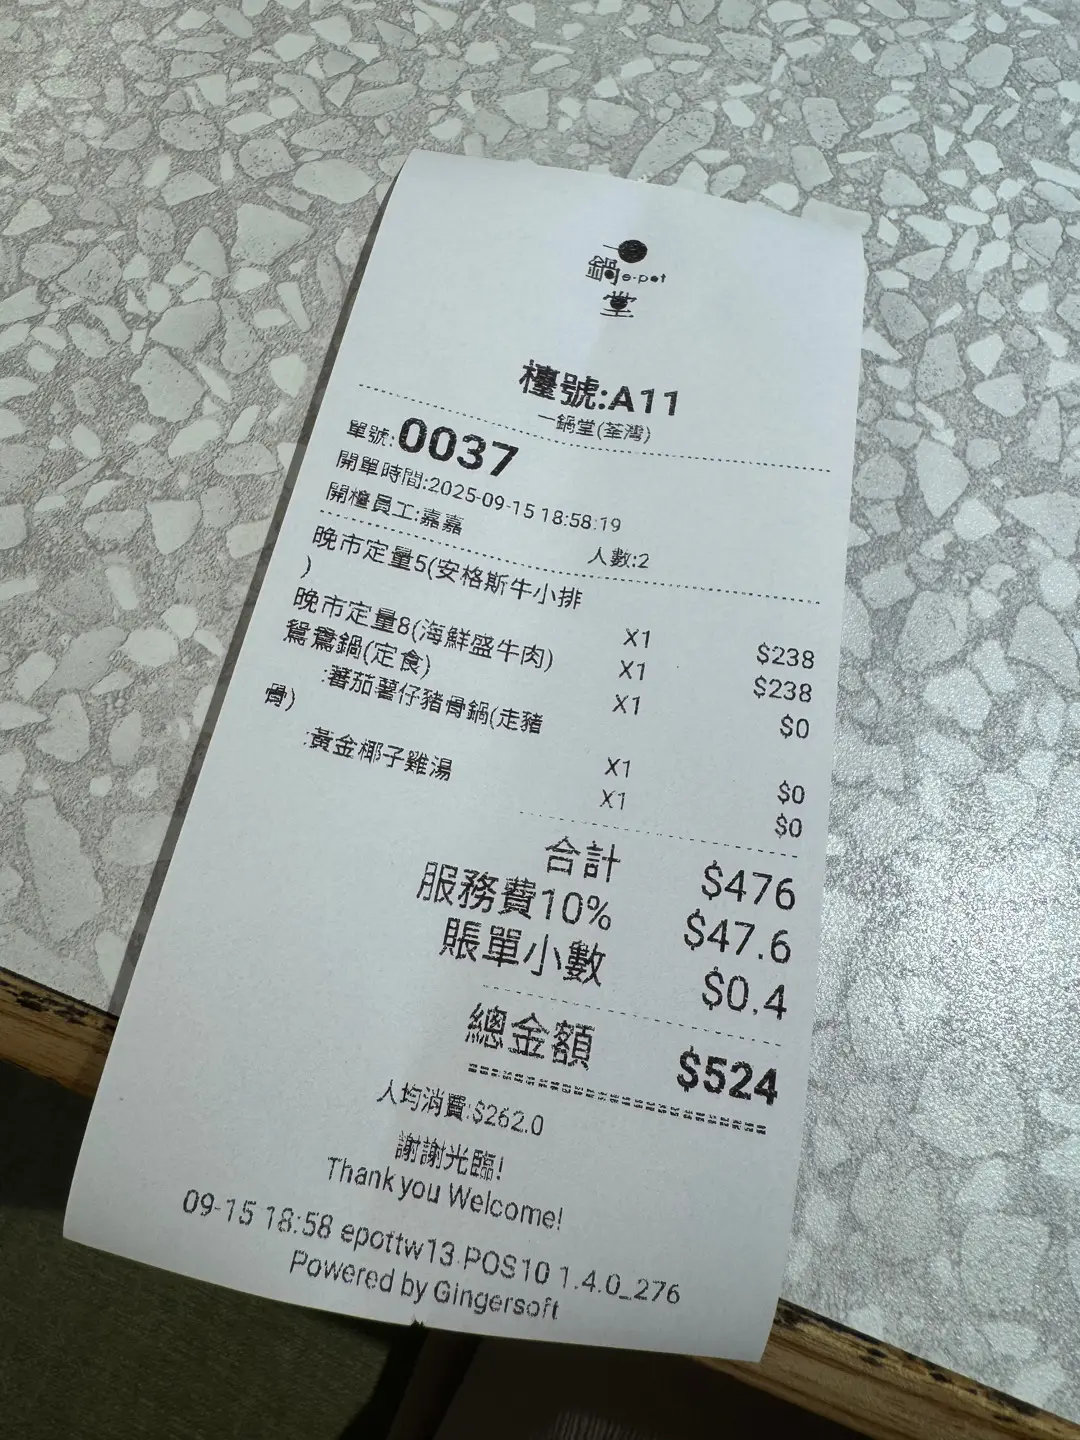 一鍋堂 e-pot
檯號:A11
一鍋堂(荃灣)
單號:0037
開單時間:2025-09-15 18:58:19
開檯員工:嘉嘉 人數:2
晚市定量5(安格斯牛小排
) X1 $238
晚市定量8(海鮮盛牛肉) X1 $238
鴛鴦鍋(定食) X1 $0
:蕃茄薯仔豬骨鍋(走豬
骨) X1 $0
:黃金椰子雞湯 X1 $0
合計 $476
服務費10% $47.6
賬單小數 $0.4
總金額 $524
人均消費:$262.0
謝謝光臨!
Thank you Welcome!
09-15 18:58 epottw13 POS10 1.4.0_276
Powered by Gingersoft